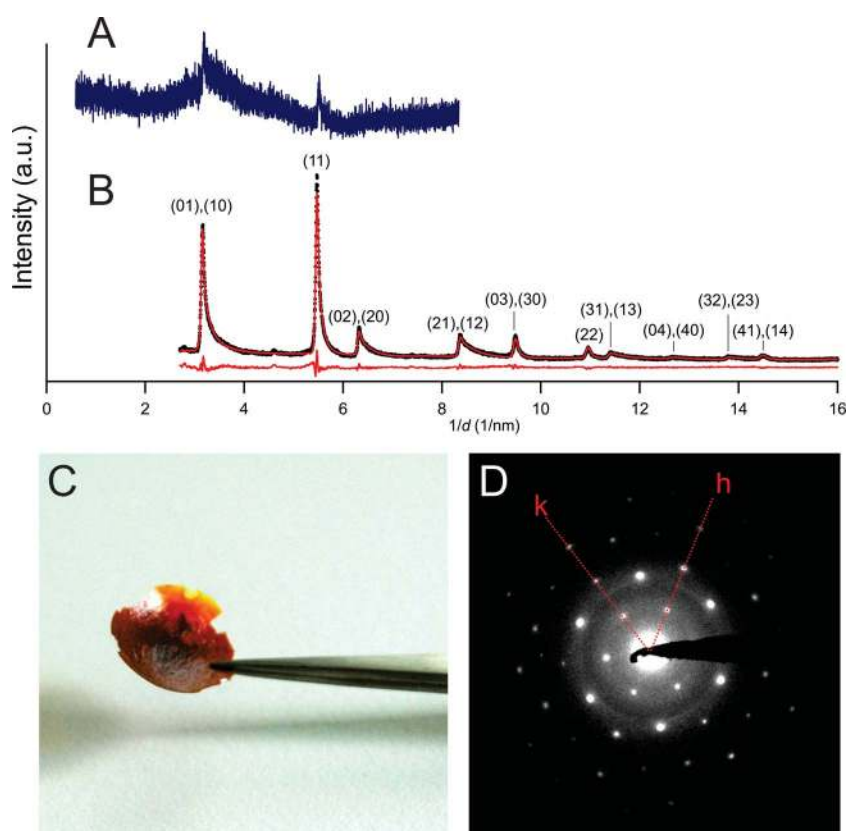 A
Intensity (a.u.)
B
(01),(10)
(11)
(02),(20)
(21),(12)
(03),(30)
(22)
(31),(13)
(04),(40)
(32),(23)
(41),(14)
0 2 4 6 8 10 12 14 16
1/d (1/nm)
C
D
k
h